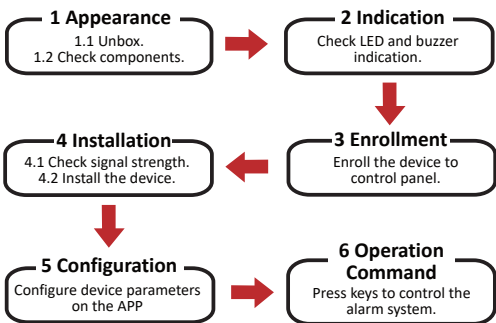 1 Appearance
1.1 Unbox.
1.2 Check components.
2 Indication
Check LED and buzzer
indication.
3 Enrollment
Enroll the device to
control panel.
4 Installation
4.1 Check signal strength.
4.2 Install the device.
5 Configuration
Configure device parameters
on the APP
6 Operation
Command
Press keys to control the
alarm system.